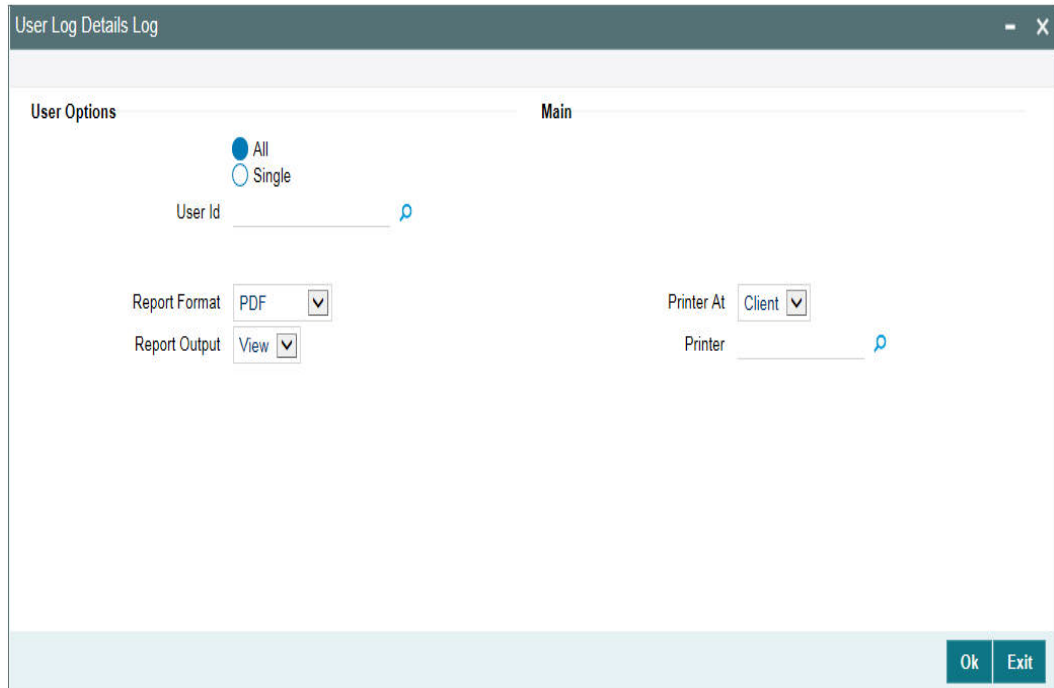 User Log Details Log
User Options
Main
All
Single
User Id
Report Format PDF
Printer At Client
Report Output View
Printer
Ok Exit